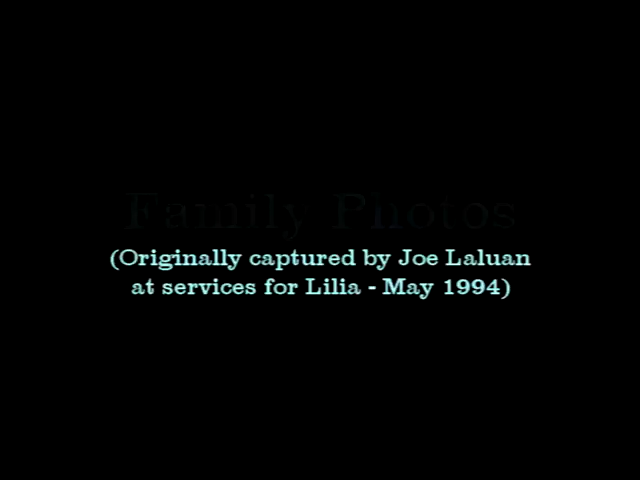 Family Photos
(Originally captured by Joe Laluan
at services for Lilia - May 1994)